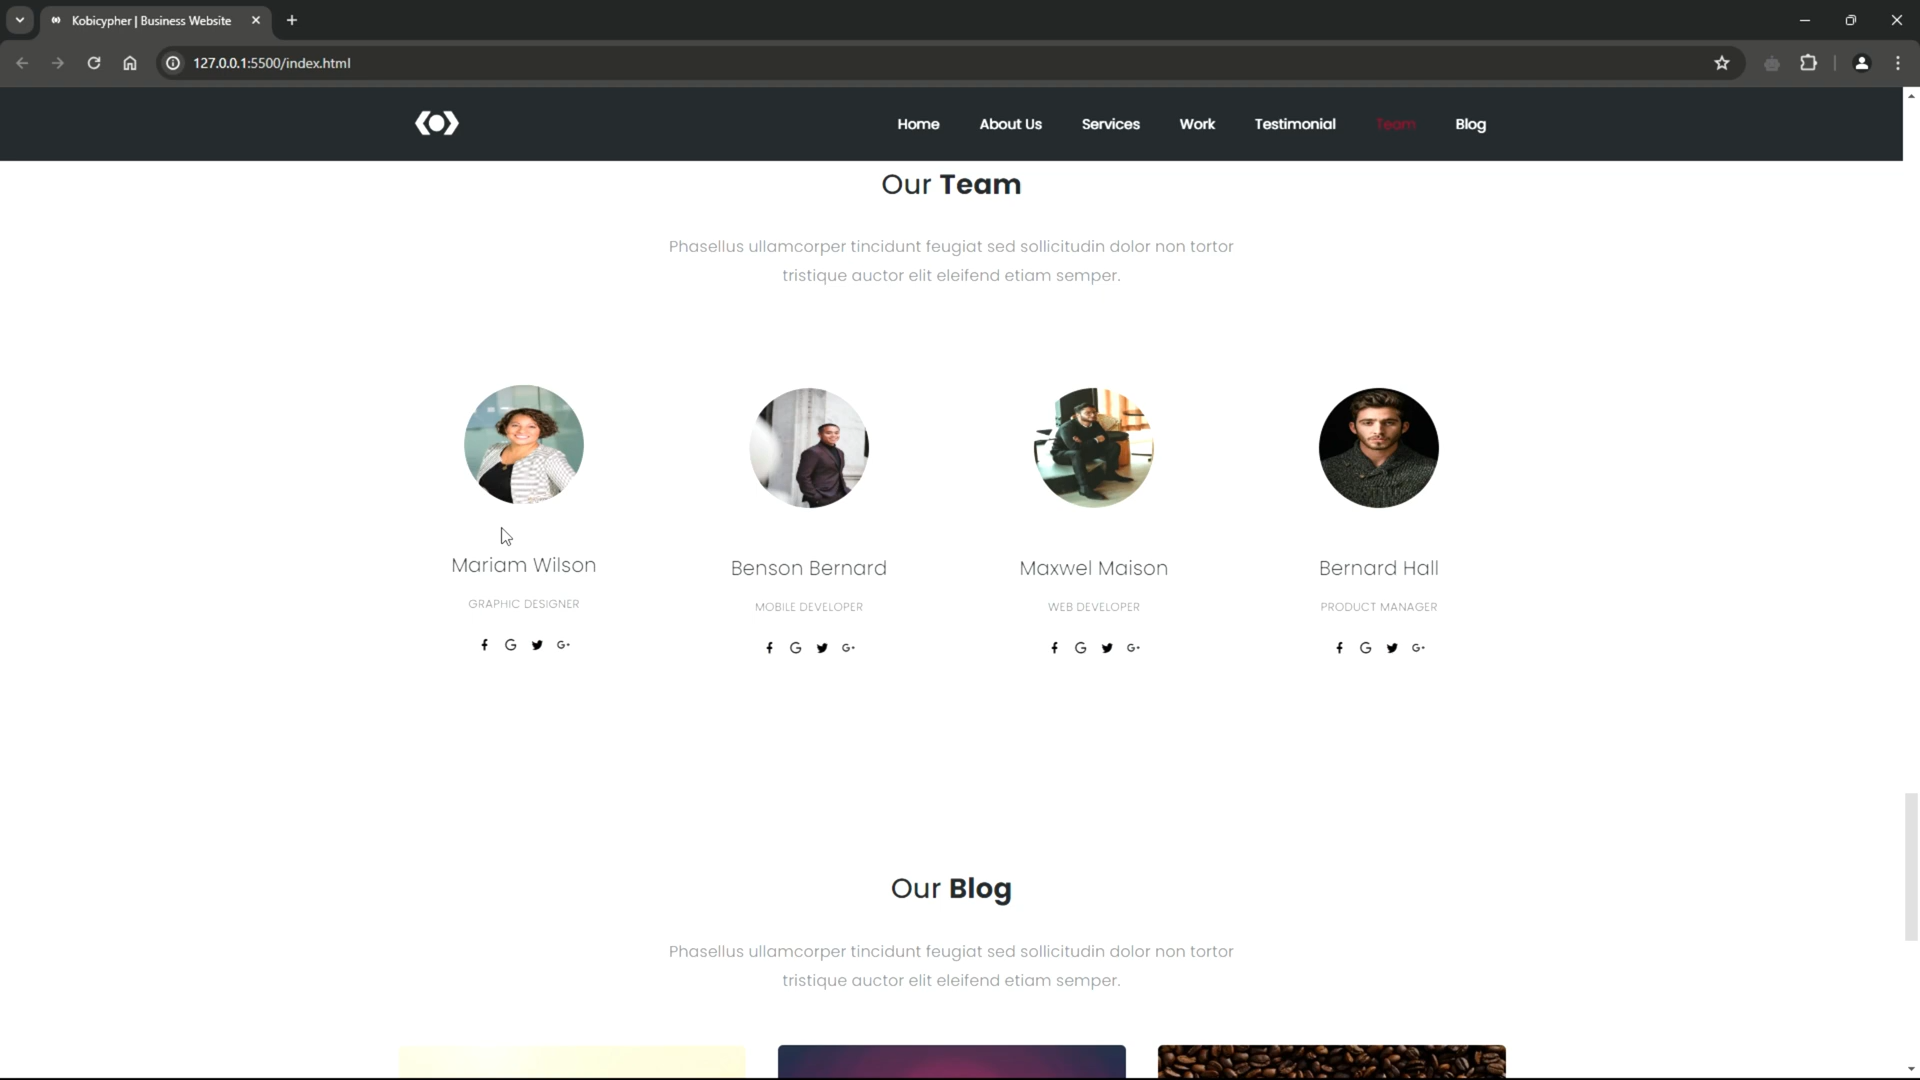 Kobicypher | Business Website
127.0.0.1:5500/index.html
Home About Us Services Work Testimonial Team Blog
Our Team
Phasellus ullamcorper tincidunt feugiat sed sollicitudin dolor non tortor
tristique auctor elit eleifend etiam semper.
Mariam Wilson
GRAPHIC DESIGNER
Benson Bernard
MOBILE DEVELOPER
Maxwel Maison
WEB DEVELOPER
Bernard Hall
PRODUCT MANAGER
Our Blog
Phasellus ullamcorper tincidunt feugiat sed sollicitudin dolor non tortor
tristique auctor elit eleifend etiam semper.